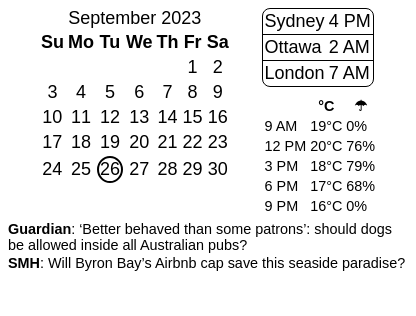 September 2023
Su Mo Tu We Th Fr Sa
1 2
3 4 5 6 7 8 9
10 11 12 13 14 15 16
17 18 19 20 21 22 23
24 25 26 27 28 29 30
Sydney 4 PM
Ottawa 2 AM
London 7 AM
°C ☂
9 AM 19°C 0%
12 PM 20°C 76%
3 PM 18°C 79%
6 PM 17°C 68%
9 PM 16°C 0%
Guardian: ‘Better behaved than some patrons’: should dogs
be allowed inside all Australian pubs?
SMH: Will Byron Bay’s Airbnb cap save this seaside paradise?